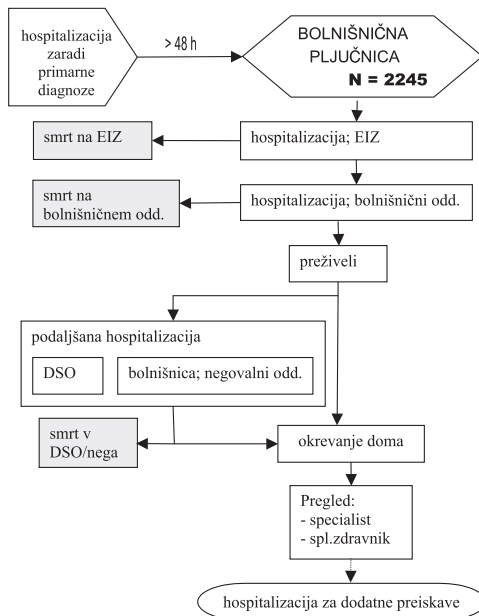 hospitalizacija
zaradi
primarne
diagnoze
> 48 h
BOLNIŠNIČNA
PLJUČNICA
N = 2245
smrt na EIZ
hospitalizacija; EIZ
smrt na
bolnišničnem odd.
hospitalizacija; bolnišnični odd.
preživeli
podaljšana hospitalizacija
DSO
bolnišnica; negovalni odd.
smrt v
DSO/nega
okrevanje doma
Pregled:
- specialist
- spl.zdravnik
hospitalizacija za dodatne preiskave